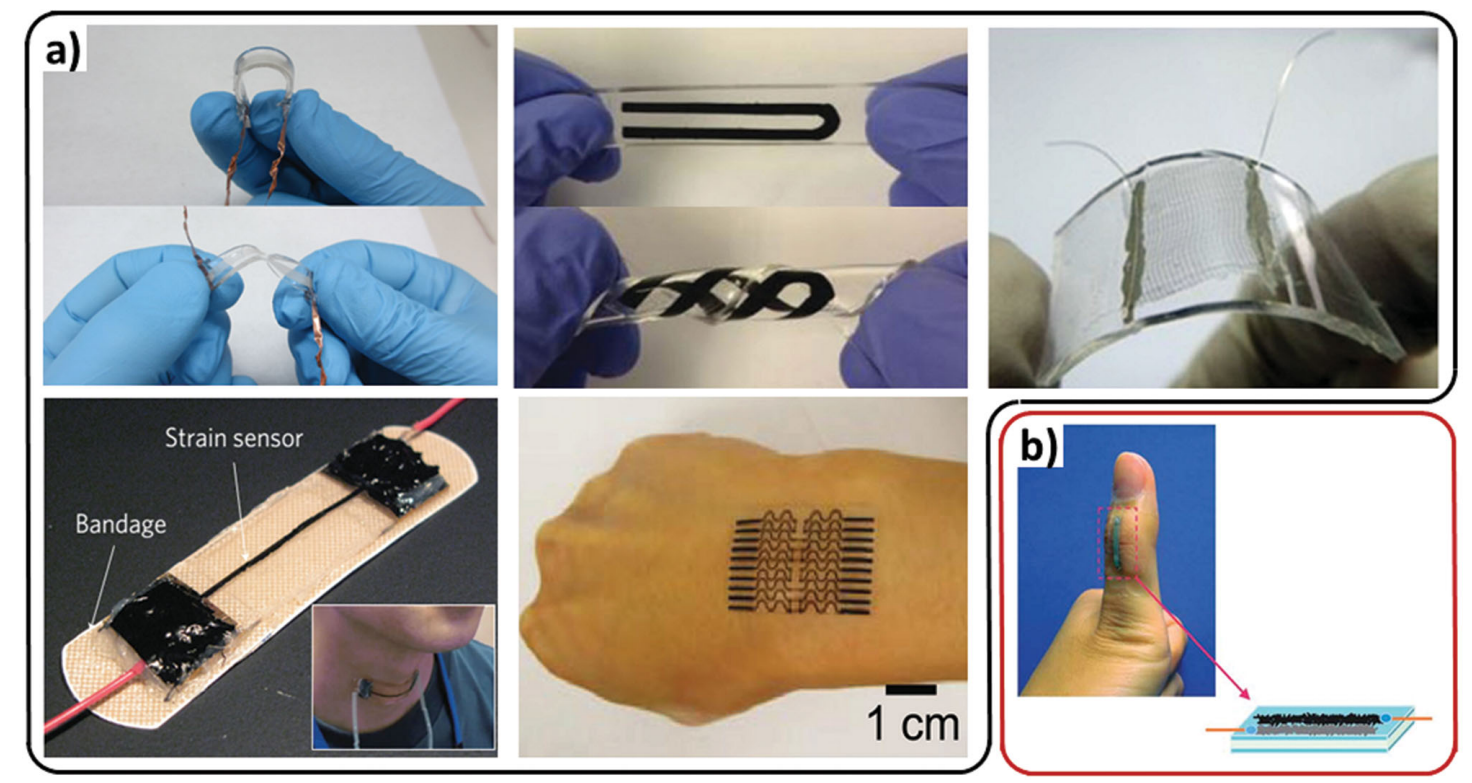 a)
Strain sensor
Bandage
1 cm
b)